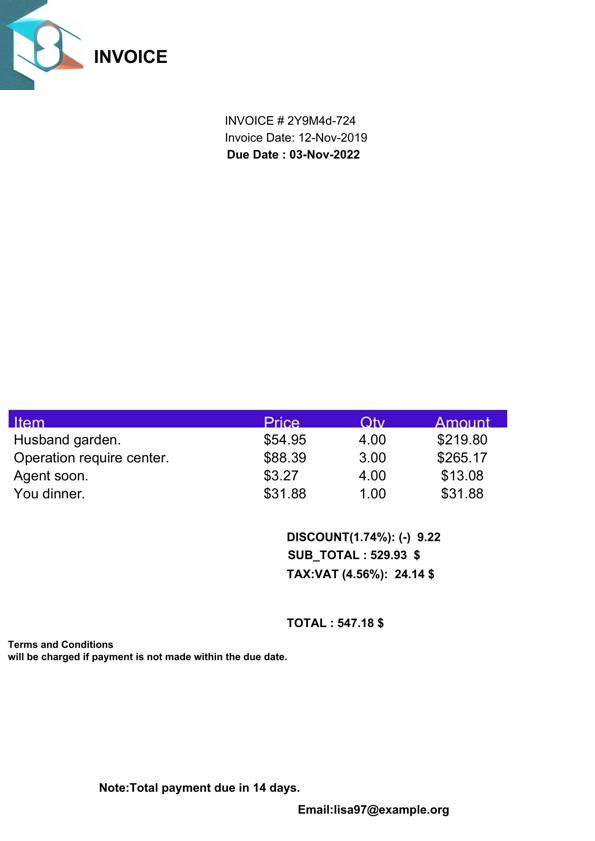 INVOICE
INVOICE # 2Y9M4d-724
Invoice Date: 12-Nov-2019
Due Date : 03-Nov-2022
Item Price Qty Amount
Husband garden. $54.95 4.00 $219.80
Operation require center. $88.39 3.00 $265.17
Agent soon. $3.27 4.00 $13.08
You dinner. $31.88 1.00 $31.88
DISCOUNT(1.74%): (-) 9.22
SUB_TOTAL : 529.93 $
TAX:VAT (4.56%): 24.14 $
TOTAL : 547.18 $
Terms and Conditions
will be charged if payment is not made within the due date.
Note:Total payment due in 14 days.
Email:lisa97@example.org